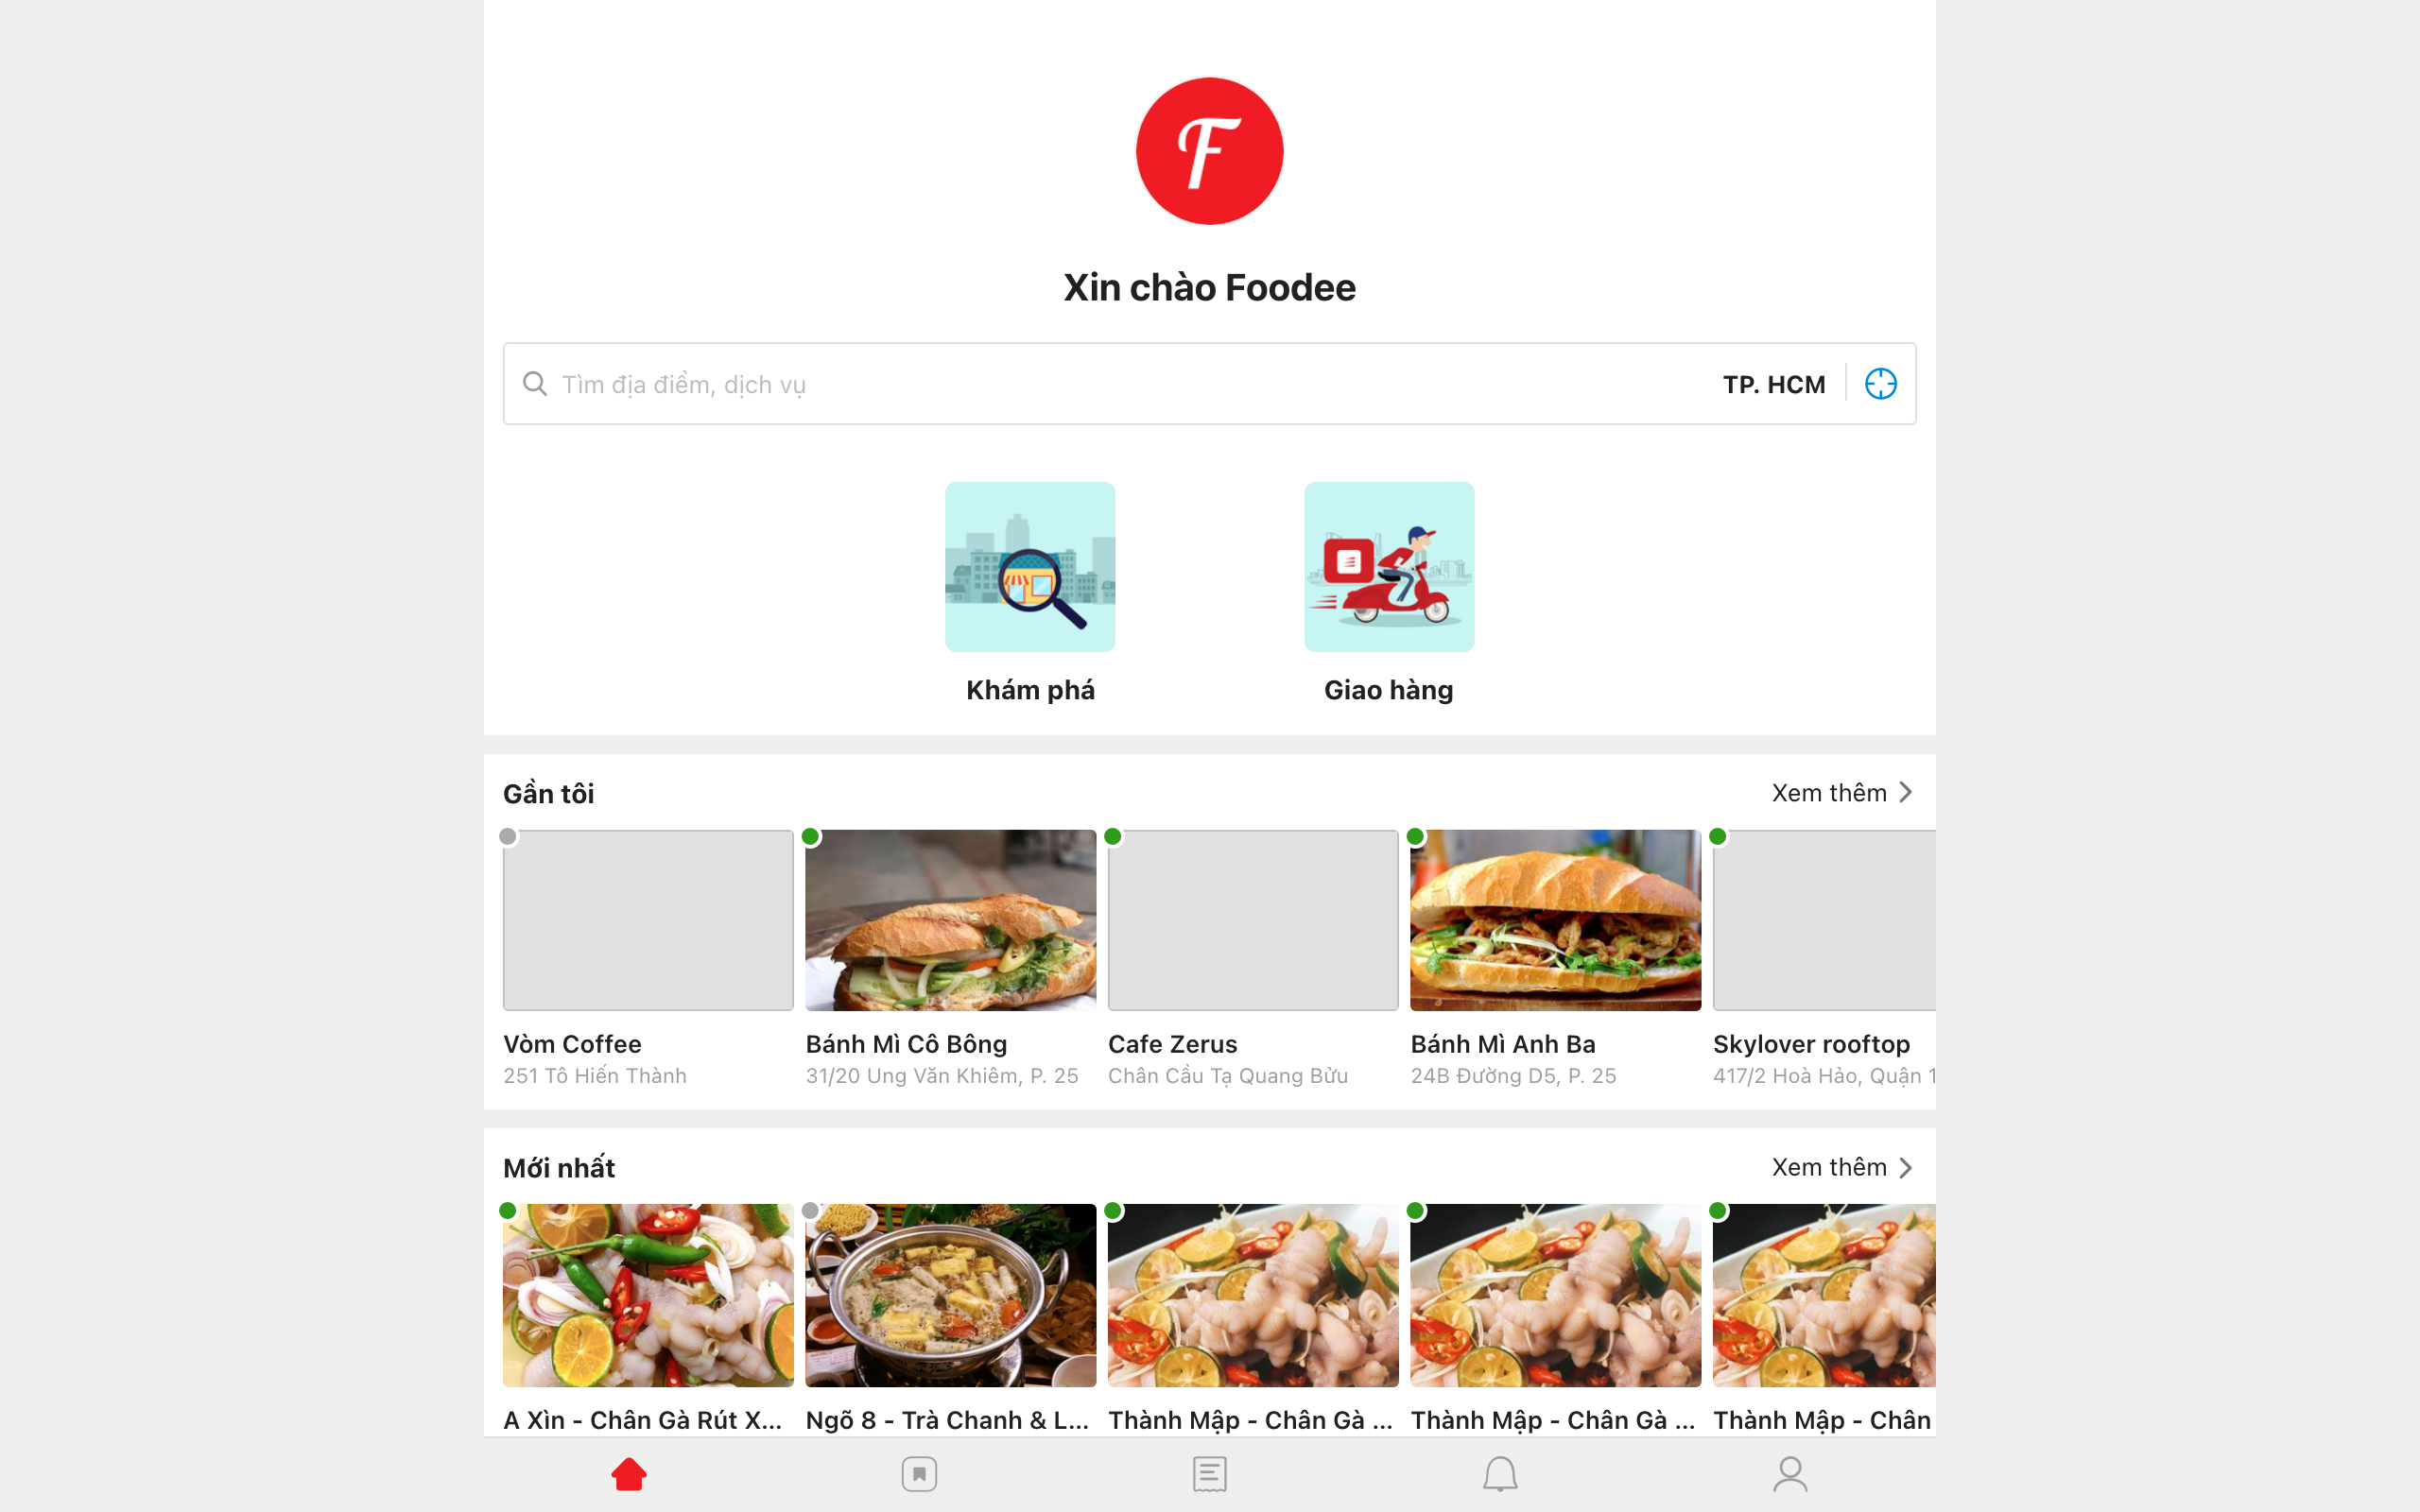 F
Xin chào Foodee
Tìm địa điểm, dịch vụ
TP. HCM
Khám phá
Giao hàng
Gần tôi
Xem thêm
Vòm Coffee
Bánh Mì Cô Bông
Cafe Zerus
Bánh Mì Anh Ba
Skylover rooftop
251 Tô Hiến Thành
31/20 Ung Văn Khiêm, P. 25
Chân Cầu Tạ Quang Bửu
24B Đường D5, P. 25
417/2 Hoà Hảo, Quận 1
Mới nhất
Xem thêm
A Xìn - Chân Gà Rút X...
Ngõ 8 - Trà Chanh & L...
Thành Mập - Chân Gà ...
Thành Mập - Chân Gà ...
Thành Mập - Chân